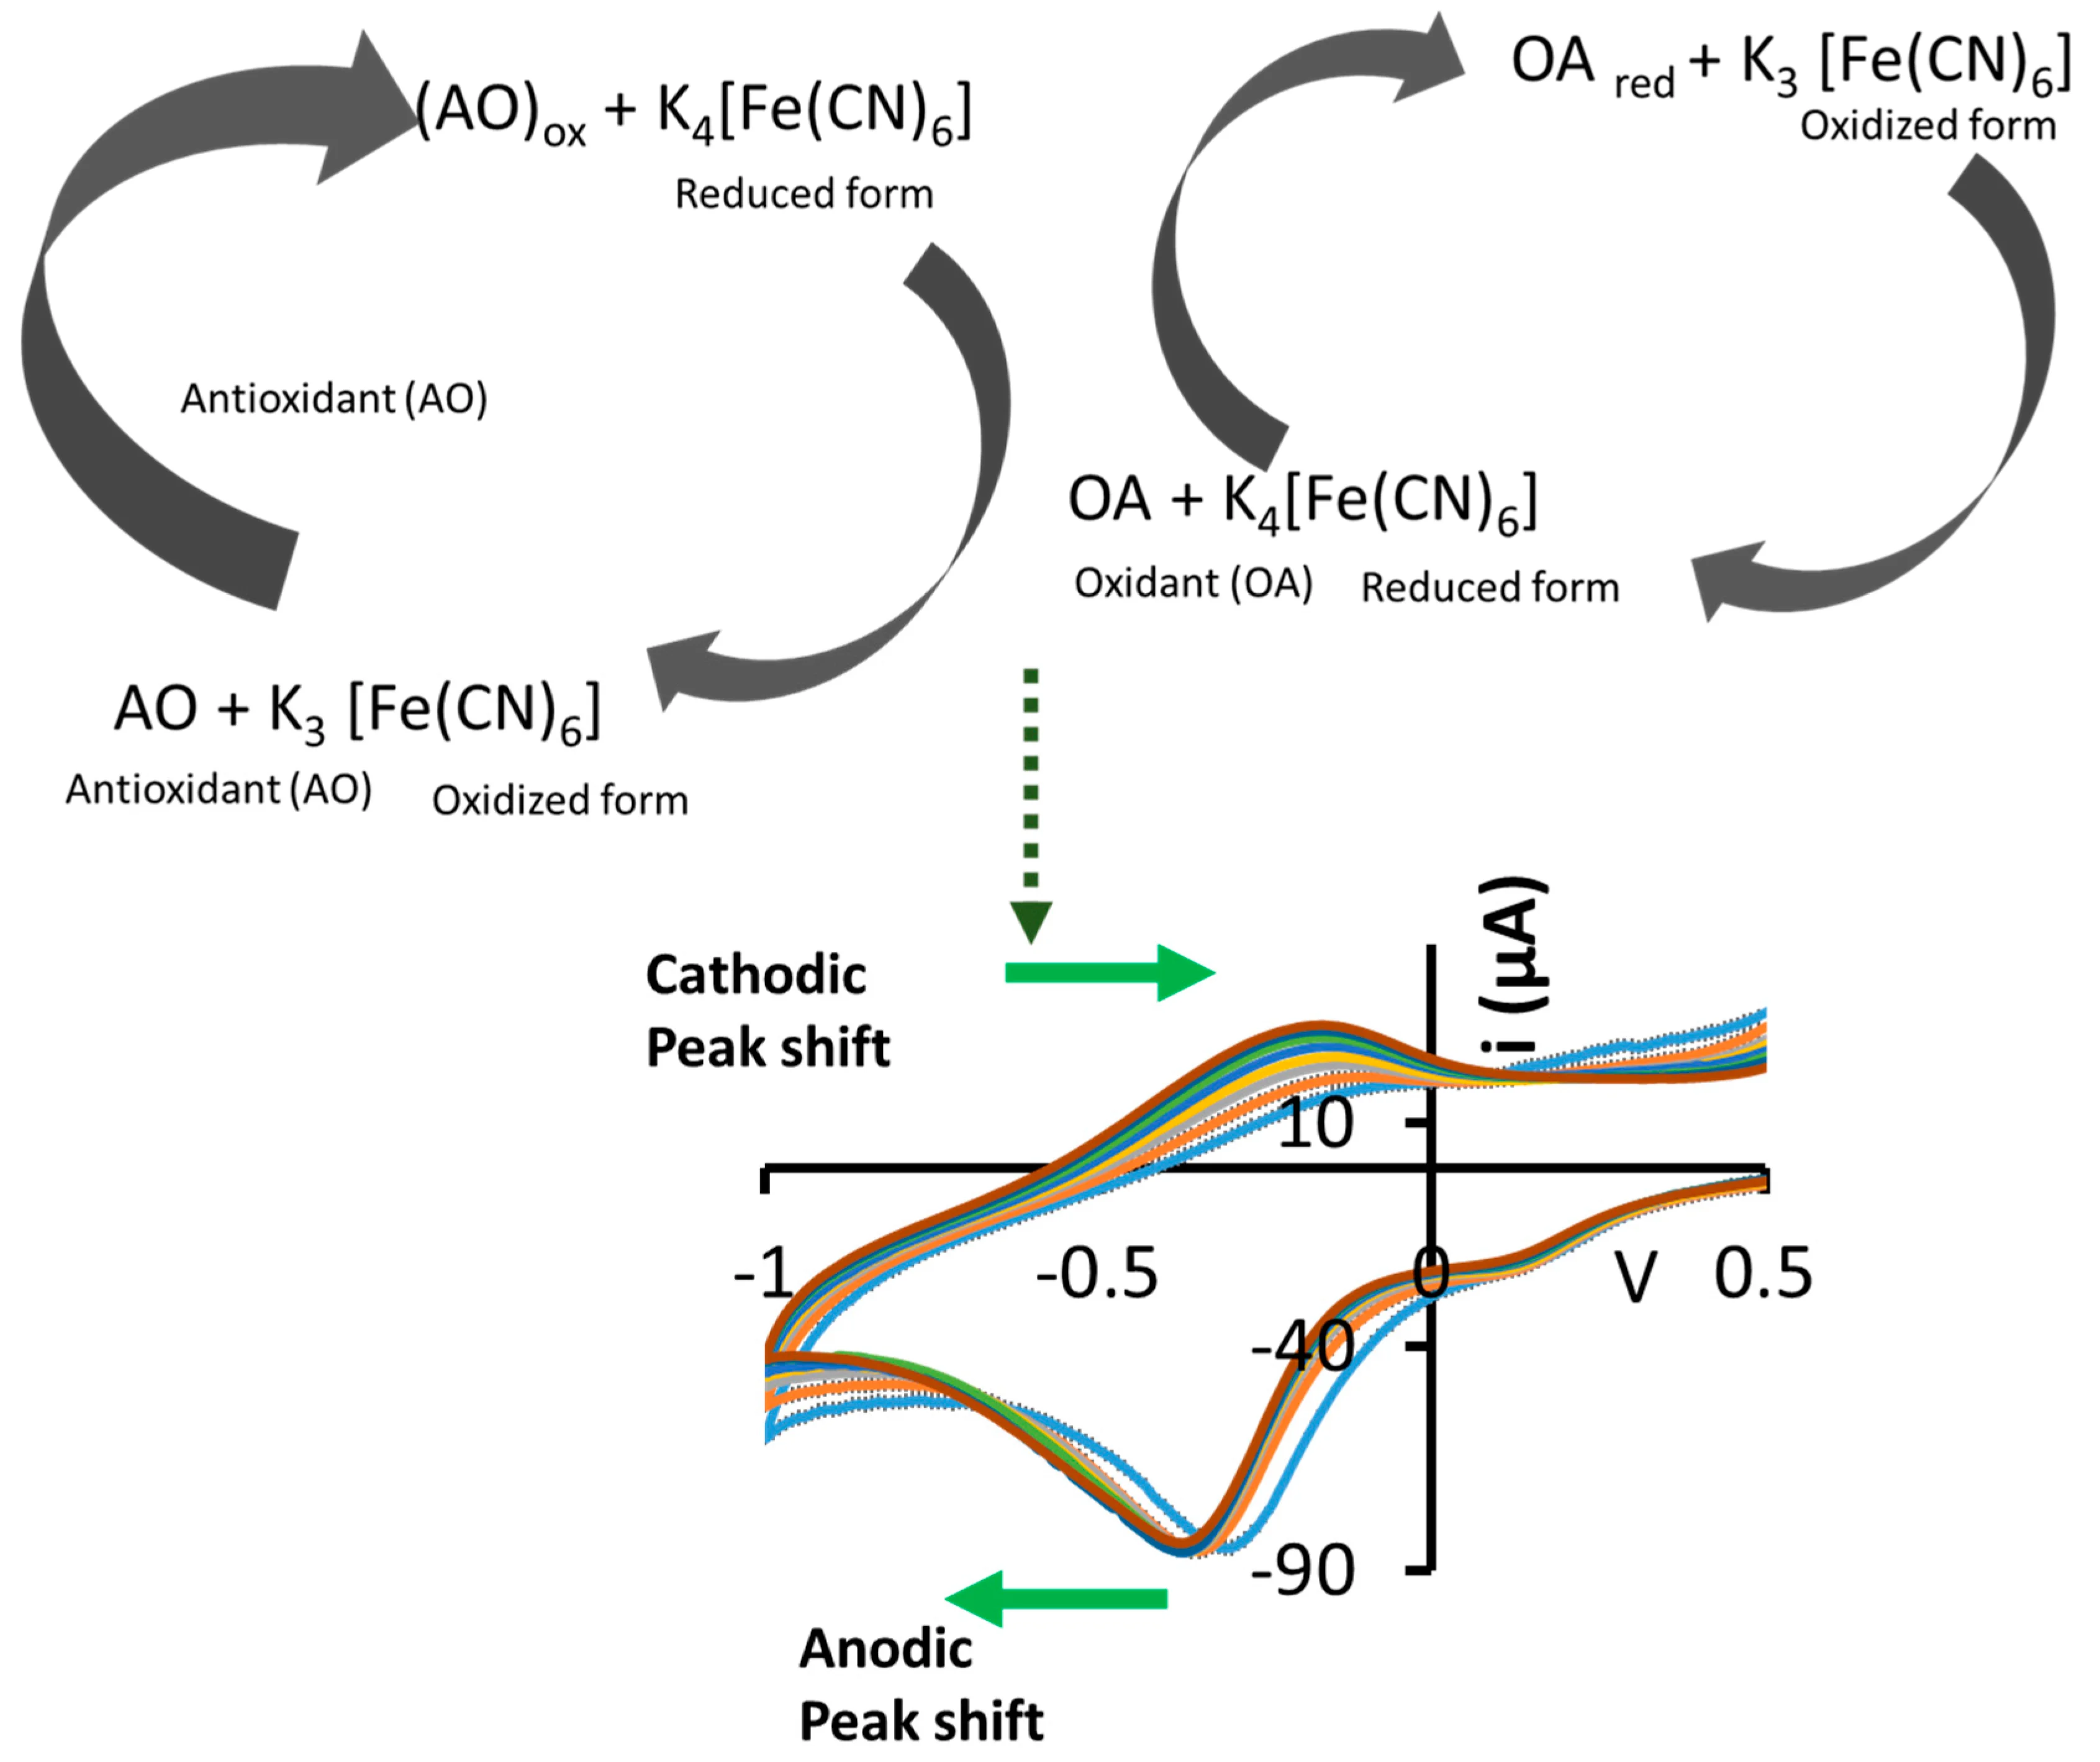 (AO)ox + K4[Fe(CN)6]
Reduced form
OA red + K3 [Fe(CN)6]
Oxidized form
Antioxidant (AO)
OA + K4[Fe(CN)6]
Oxidant (OA) Reduced form
AO + K3 [Fe(CN)6]
Antioxidant (AO) Oxidized form
Cathodic
Peak shift
i (µA)
10
-1 -0.5 0 V 0.5
-40
-90
Anodic
Peak shift